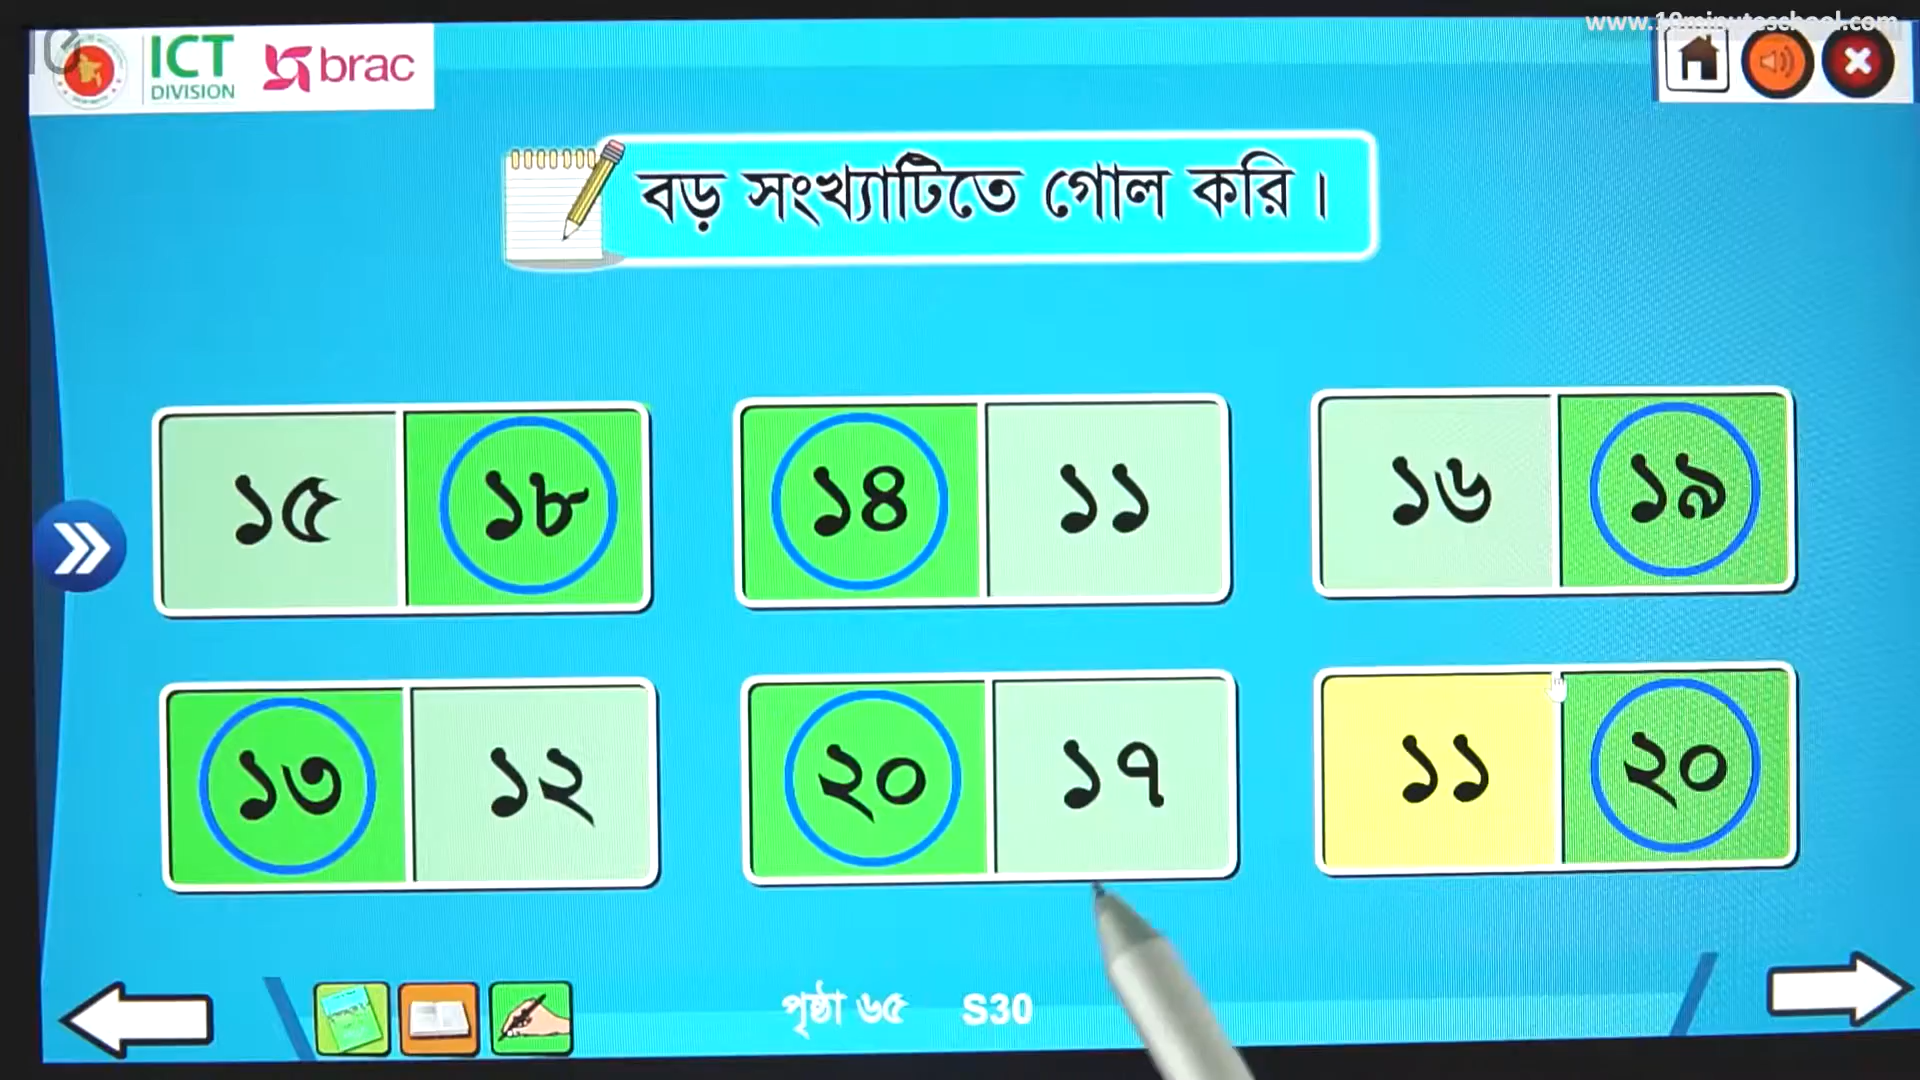 www.10minuteschool.com
ICT
DIVISION
brac
বড় সংখ্যাটিতে গোল করি।
১৫ ১৮ ১৪ ১১ ১৬ ১৯
১৩ ১২ ২০ ১৭ ১১ ২০
পৃষ্ঠা ৬৫ S30